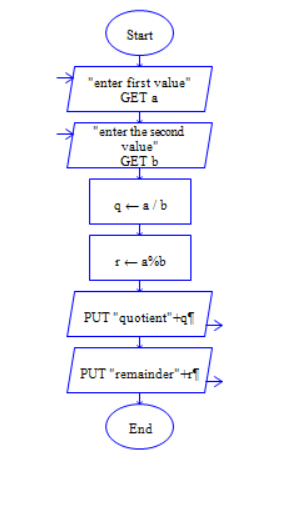 Start
"enter first value"
GET a
"enter the second
value"
GET b
q ← a / b
r ← a%b
PUT "quotient"+q¶
PUT "remainder"+r¶
End